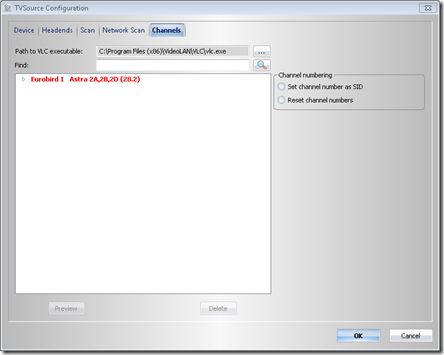 TVSource Configuration
Device Headends Scan Network Scan Channels
Path to VLC executable: C:\Program Files (x86)\VideoLAN\VLC\vlc.exe ...
Find:
Channel numbering
Eurobird 1 Astra 2A,2B,2D (28.2)
Set channel number as SID
Reset channel numbers
Preview Delete
OK Cancel